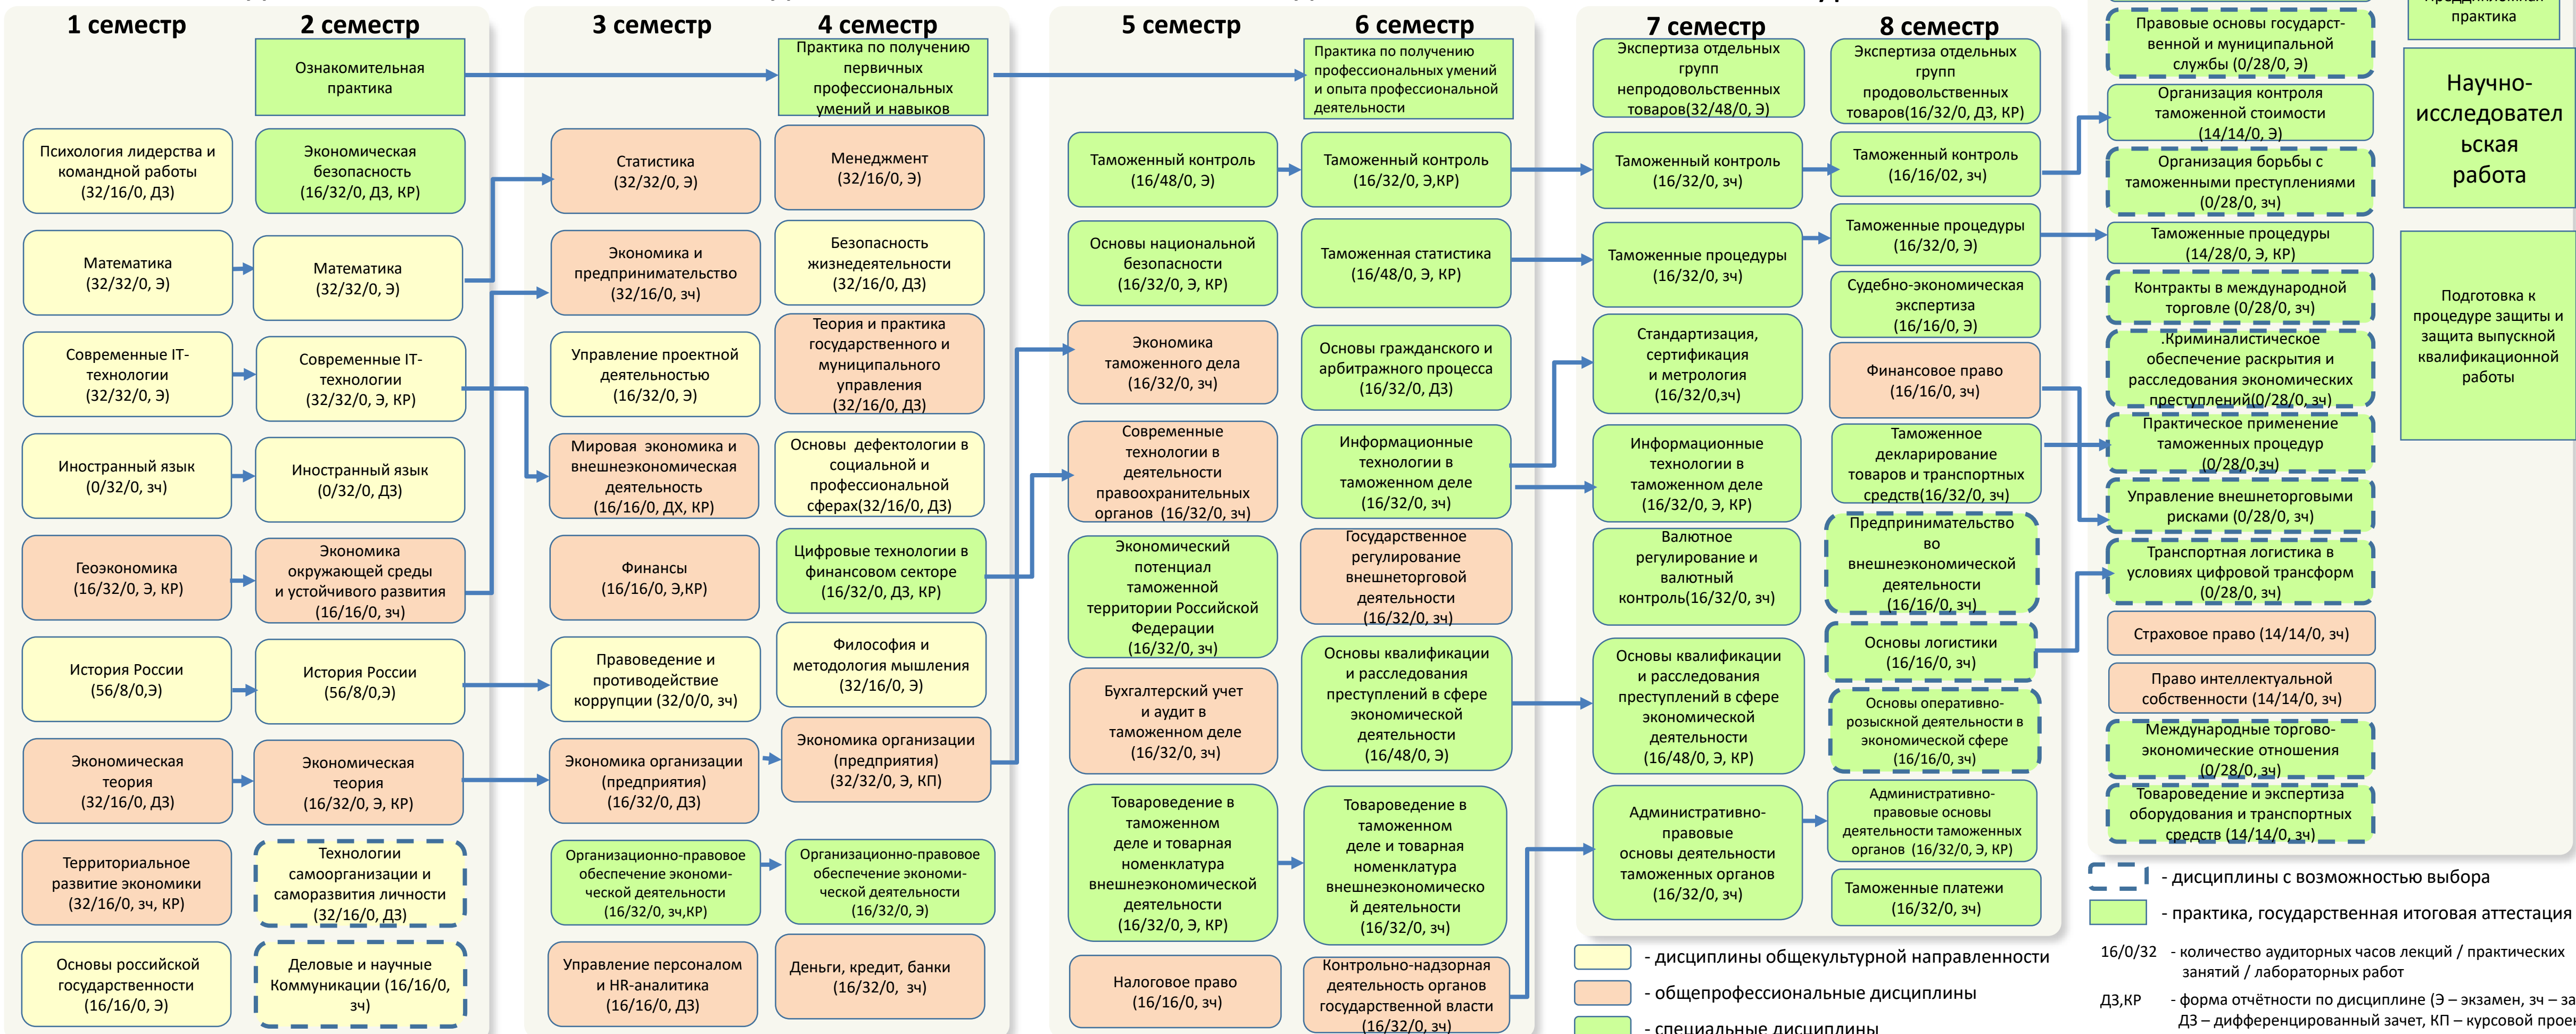 1 семестр
2 семестр
Ознакомительная
практика
Психология лидерства и
командной работы
(32/16/0, ДЗ)
Экономическая
безопасность
(16/32/0, ДЗ, КР)
Математика
(32/32/0, Э)
Математика
(32/32/0, Э)
Современные IT-
технологии
(32/32/0, Э)
Современные IT-
технологии
(32/32/0, Э, КР)
Иностранный язык
(0/32/0, зч)
Иностранный язык
(0/32/0, ДЗ)
Геоэкономика
(16/32/0, Э, КР)
Экономика
окружающей среды
и устойчивого развития
(16/16/0, зч)
История России
(56/8/0,Э)
История России
(56/8/0,Э)
Экономическая
теория
(32/16/0, ДЗ)
Экономическая
теория
(16/32/0, Э, КР)
Территориальное
развитие экономики
(32/16/0, зч, КР)
Технологии
самоорганизации и
саморазвития личности
(32/16/0, ДЗ)
Основы российской
государственности
(16/16/0, Э)
Деловые и научные
Коммуникации (16/16/0,
зч)
3 семестр
4 семестр
Практика по получению
первичных
профессиональных
умений и навыков
Статистика
(32/32/0, Э)
Менеджмент
(32/16/0, Э)
Экономика и
предпринимательство
(32/16/0, зч)
Безопасность
жизнедеятельности
(32/16/0, ДЗ)
Управление проектной
деятельностью
(16/32/0, Э)
Теория и практика
государственного и
муниципального
управления
(32/16/0, ДЗ)
Мировая  экономика и
внешнеэкономическая
деятельность
(16/16/0, ДХ, КР)
Основы  дефектологии в
социальной и
профессиональной
сферах(32/16/0, ДЗ)
Финансы
(16/16/0, Э,КР)
Цифровые технологии в
финансовом секторе
(16/32/0, ДЗ, КР)
Правоведение и
противодействие
коррупции (32/0/0, зч)
Философия и
методология мышления
(32/16/0, Э)
Экономика организации
(предприятия)
(16/32/0, ДЗ)
Экономика организации
(предприятия)
(32/32/0, Э, КП)
Организационно-правовое
обеспечение экономи-
ческой деятельности
(16/32/0, зч,КР)
Организационно-правовое
обеспечение экономи-
ческой деятельности
(16/32/0, Э)
Управление персоналом
и HR-аналитика
(16/16/0, ДЗ)
Деньги, кредит, банки
(16/32/0,  зч)
5 семестр
6 семестр
Практика по получению
профессиональных умений
и опыта профессиональной
деятельности
Таможенный контроль
(16/48/0, Э)
Таможенный контроль
(16/32/0, Э,КР)
Основы национальной
безопасности
(16/32/0, Э, КР)
Таможенная статистика
(16/48/0, Э, КР)
Экономика
таможенного дела
(16/32/0, зч)
Основы гражданского и
арбитражного процесса
(16/32/0, ДЗ)
Современные
технологии в
деятельности
правоохранительных
органов  (16/32/0, зч)
Информационные
технологии в
таможенном деле
(16/32/0, зч)
Экономический
потенциал
таможенной
территории Российской
Федерации
(16/32/0, зч)
Государственное
регулирование
внешнеторговой
деятельности
(16/32/0, зч)
Бухгалтерский учет
и аудит в
таможенном деле
(16/32/0, зч)
Основы квалификации
и расследования
преступлений в сфере
экономической
деятельности
(16/48/0, Э)
Товароведение в
таможенном
деле и товарная
номенклатура
внешнеэкономической
деятельности
(16/32/0, Э, КР)
Товароведение в
таможенном
деле и товарная
номенклатура
внешнеэкономическо
й деятельности
(16/32/0, зч)
Налоговое право
(16/16/0, зч)
Контрольно-надзорная
деятельность органов
государственной власти
(16/32/0, зч)
7 семестр
8 семестр
Экспертиза отдельных
групп
непродовольственных
товаров(32/48/0, Э)
Экспертиза отдельных
групп
продовольственных
товаров(16/32/0, ДЗ, КР)
Таможенный контроль
(16/32/0, зч)
Таможенный контроль
(16/16/02, зч)
Таможенные процедуры
(16/32/0, зч)
Таможенные процедуры
(16/32/0, Э)
Судебно-экономическая
экспертиза
(16/16/0, Э)
Стандартизация,
сертификация
и метрология
(16/32/0,зч)
Финансовое право
(16/16/0, зч)
Информационные
технологии в
таможенном деле
(16/32/0, Э, КР)
Таможенное
декларирование
товаров и транспортных
средств(16/32/0, зч)
Валютное
регулирование и
валютный
контроль(16/32/0, зч)
Предпринимательство
во
внешнеэкономической
деятельности
(16/16/0, зч)
Основы логистики
(16/16/0, зч)
Основы квалификации
и расследования
преступлений в сфере
экономической
деятельности
(16/48/0, Э, КР)
Основы оперативно-
розыскной деятельности в
экономической сфере
(16/16/0, зч)
Административно-
правовые
основы деятельности
таможенных органов
(16/32/0, зч)
Административно-
правовые основы
деятельности таможенных
органов  (16/32/0, Э, КР)
Таможенные платежи
(16/32/0, зч)
- дисциплины общекультурной направленности
- общепрофессиональные дисциплины
- специальные дисциплины
Правовые основы государст-
венной и муниципальной
службы (0/28/0, Э)
Организация контроля
таможенной стоимости
(14/14/0, Э)
Организация борьбы с
таможенными преступлениями
(0/28/0, зч)
Таможенные процедуры
(14/28/0, Э, КР)
Контракты в международной
торговле (0/28/0, зч)
.Криминалистическое
обеспечение раскрытия и
расследования экономических
преступлений(0/28/0, зч)
Практическое применение
таможенных процедур
(0/28/0,зч)
Управление внешнеторговыми
рисками (0/28/0, зч)
Транспортная логистика в
условиях цифровой трансформ
(0/28/0, зч)
Страховое право (14/14/0, зч)
Право интеллектуальной
собственности (14/14/0, зч)
Международные торгово-
экономические отношения
(0/28/0, зч)
Товароведение и экспертиза
оборудования и транспортных
средств (14/14/0, зч)
практика
Научно-
исследовател
ьская
работа
Подготовка к
процедуре защиты и
защита выпускной
квалификационной
работы
- дисциплины с возможностью выбора
- практика, государственная итоговая аттестация
16/0/32 - количество аудиторных часов лекций / практических
занятий / лабораторных работ
ДЗ,КР - форма отчётности по дисциплине (Э – экзамен, зч – за
ДЗ – дифференцированный зачет, КП – курсовой прое